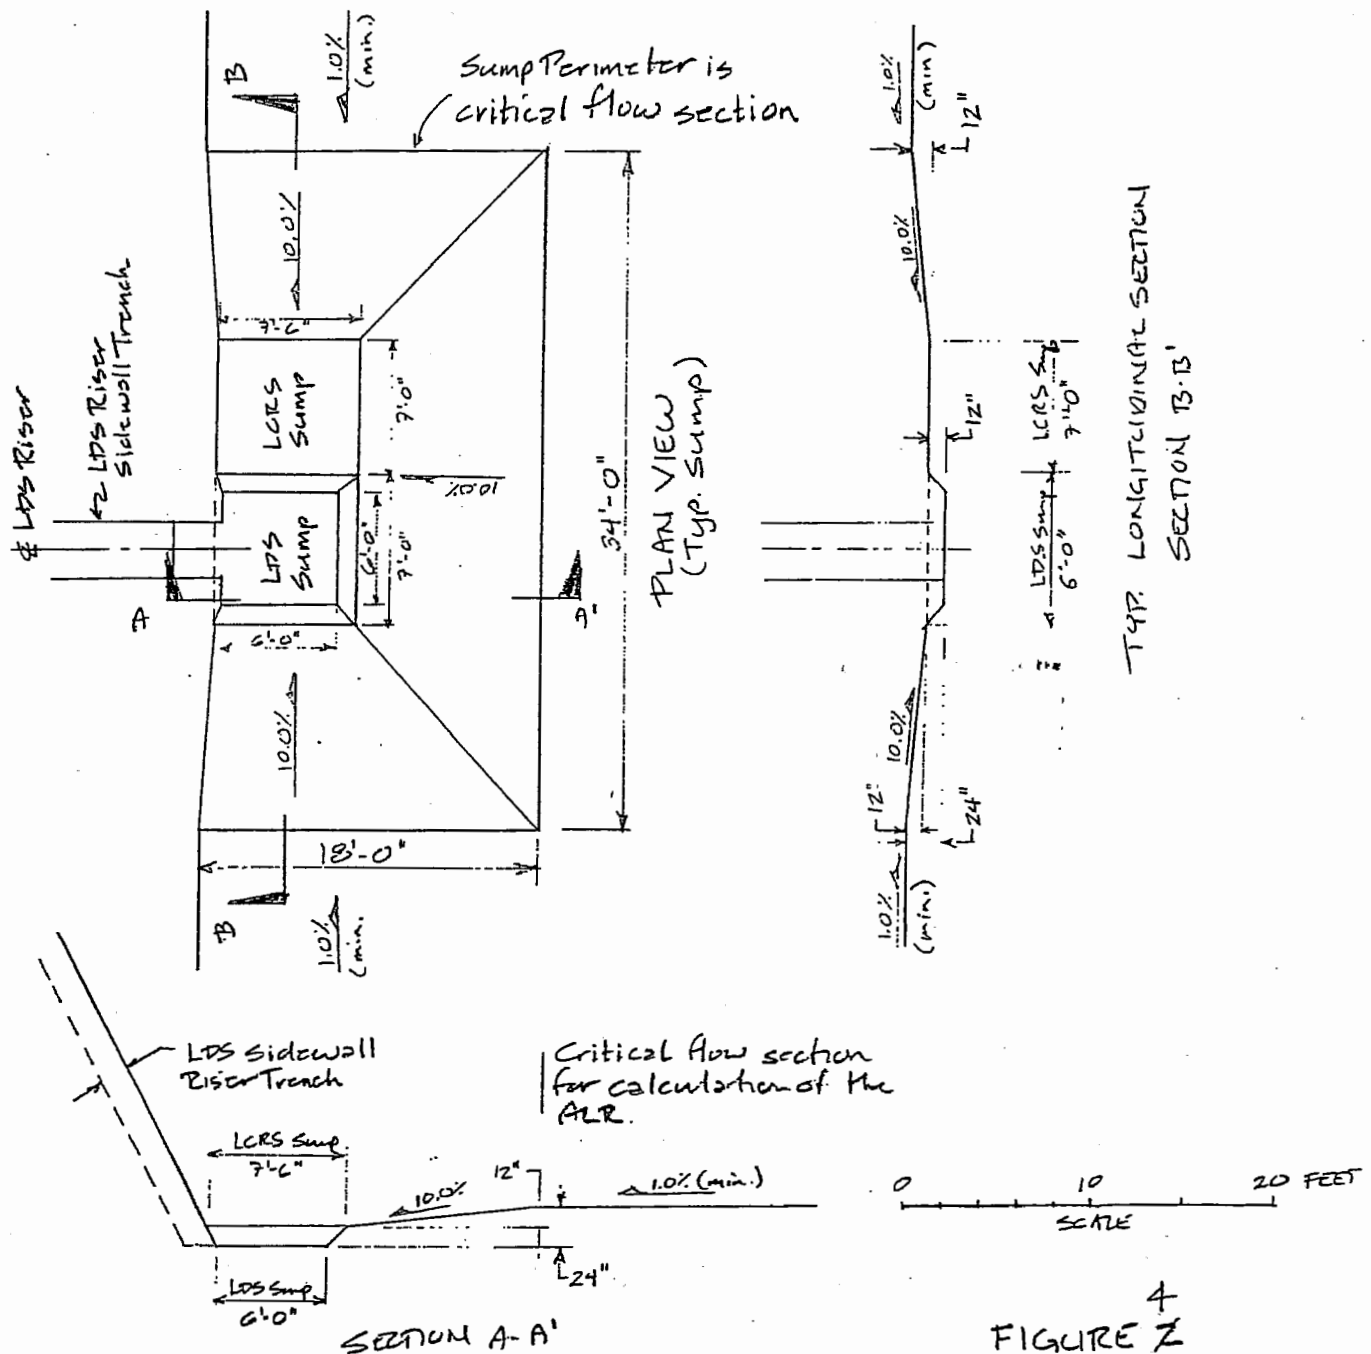 B
1.0%
(min.)
Sump Perimeter is
critical flow section
10.0%
7'-6"
LCRS
Sump
7'-0"
10.0%
LDS
Sump
6'-0"
7'-0"
6'-0"
℄ LDS Riser
LDS Riser
Sidewall Trench
A
A'
34'-0"
PLAN VIEW
(Typ. Sump)
10.0%
18'-0"
B
1.0%
(min.)
1.0%
(min)
12"
10.0%
12"
LCRS Sump
7'-0"
LDS Sump
6'-0"
10.0%
12"
24"
1.0%
(min.)
TYP. LONGITUDINAL SECTION
SECTION B-B'
LDS Sidewall
Riser Trench
Critical flow section
for calculation of the
ALR.
LCRS Sump
7'-6"
12"
10.0%
1.0% (min.)
24"
LDS Sump
6'-0"
SECTION A-A'
0 10 20 FEET
SCALE
4
FIGURE 2